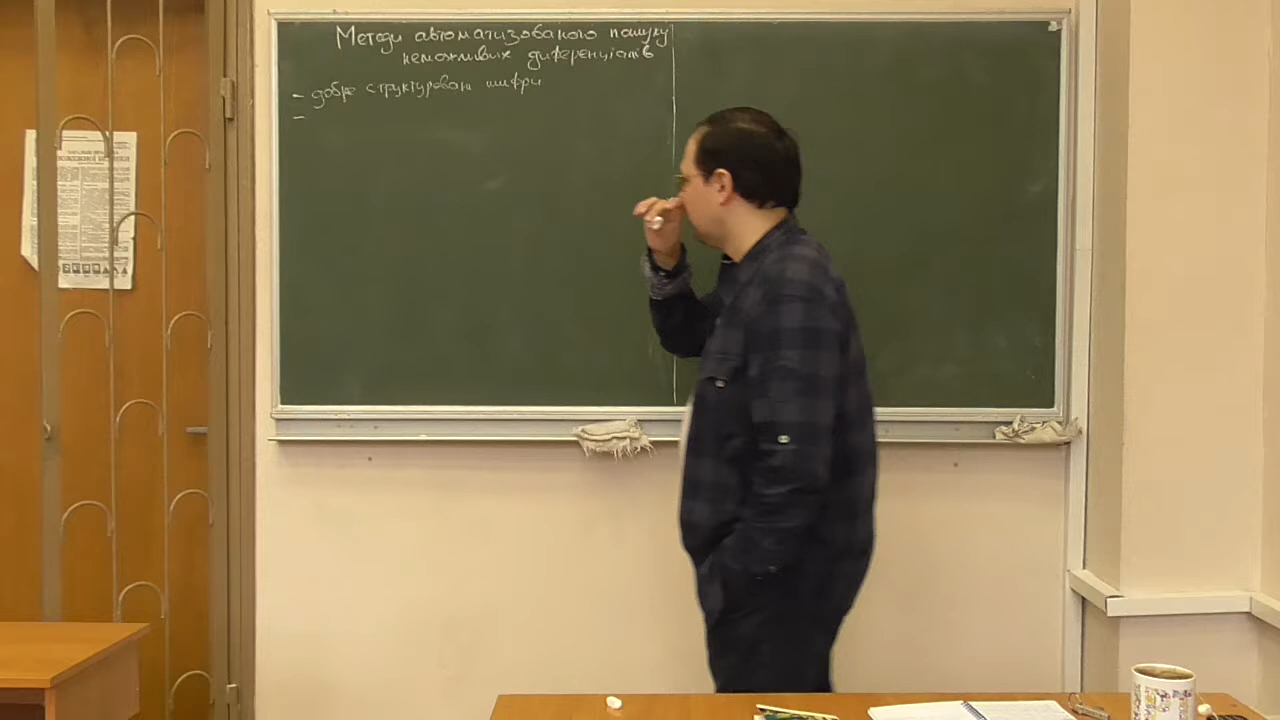 Методи автоматизованого пошуку
неможливих диференціалів
- добре структуровані шифри
-